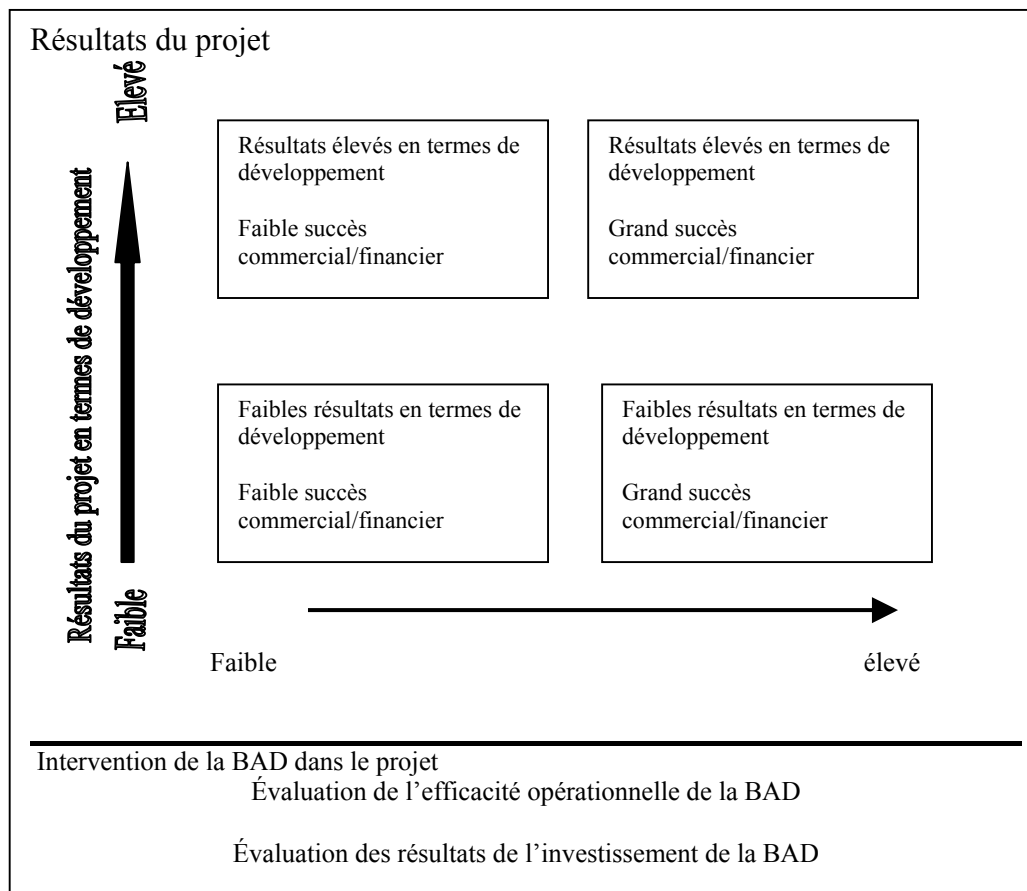 Résultats du projet
Elevé
Résultats du projet en termes de développement
Faible
Résultats élevés en termes de
développement
Faible succès
commercial/financier
Résultats élevés en termes de
développement
Grand succès
commercial/financier
Faibles résultats en termes de
développement
Faible succès
commercial/financier
Faibles résultats en termes de
développement
Grand succès
commercial/financier
Faible
élevé
Intervention de la BAD dans le projet
Évaluation de l’efficacité opérationnelle de la BAD
Évaluation des résultats de l’investissement de la BAD